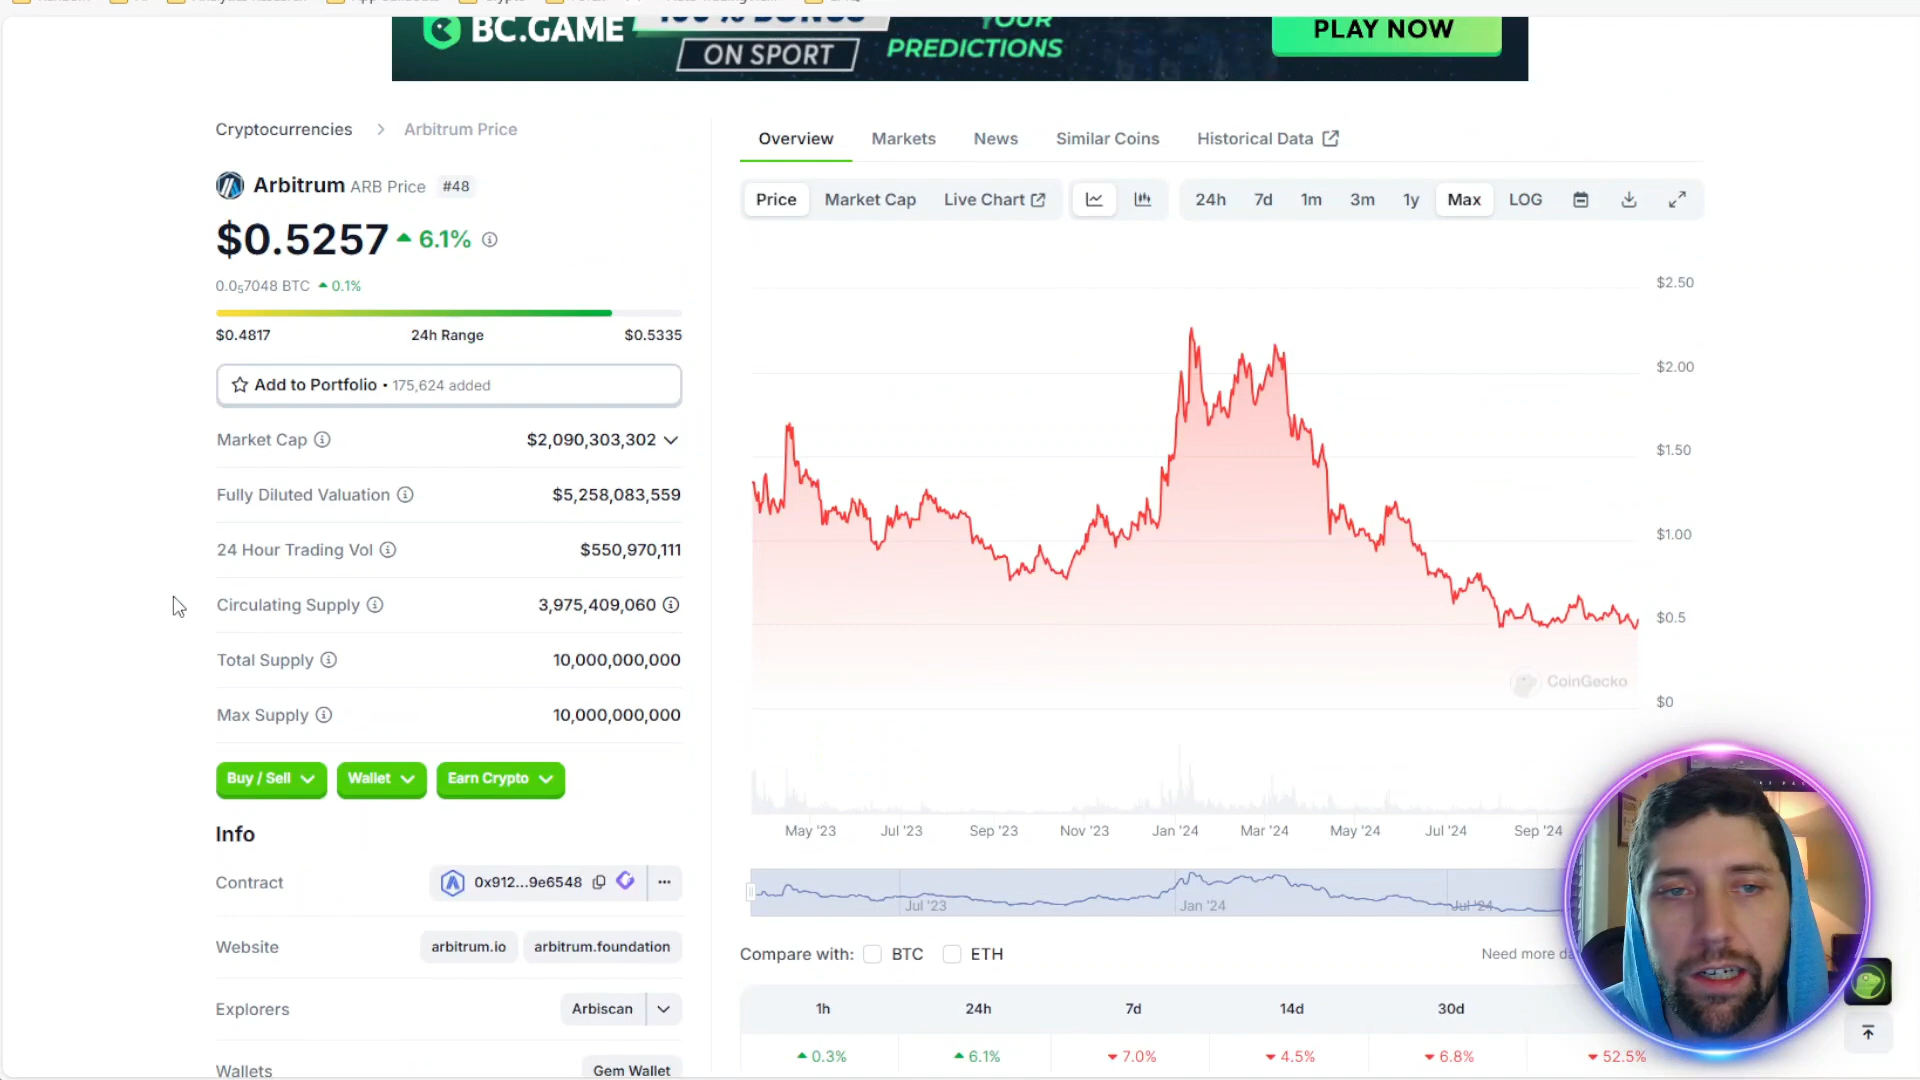 BC.GAME
100% BONUS
ON SPORT
YOUR
PREDICTIONS
PLAY NOW
Cryptocurrencies > Arbitrum Price
Arbitrum ARB Price #48
$0.5257 6.1%
0.0₅7048 BTC 0.1%
$0.4817 24h Range $0.5335
Add to Portfolio • 175,624 added
Market Cap $2,090,303,302
Fully Diluted Valuation $5,258,083,559
24 Hour Trading Vol $550,970,111
Circulating Supply 3,975,409,060
Total Supply 10,000,000,000
Max Supply 10,000,000,000
Buy / Sell Wallet Earn Crypto
Info
Contract 0x912...9e6548
Website arbitrum.io arbitrum.foundation
Explorers Arbiscan
Wallets Gem Wallet
Overview Markets News Similar Coins Historical Data
Price Market Cap Live Chart 24h 7d 1m 3m 1y Max LOG
$2.50
$2.00
$1.50
$1.00
$0.5
$0
CoinGecko
May '23 Jul '23 Sep '23 Nov '23 Jan '24 Mar '24 May '24 Jul '24 Sep '24
Jul '23 Jan '24 Jul '24
Compare with: BTC ETH Need more
1h 24h 7d 14d 30d
0.3% 6.1% 7.0% 4.5% 6.8% 52.5%